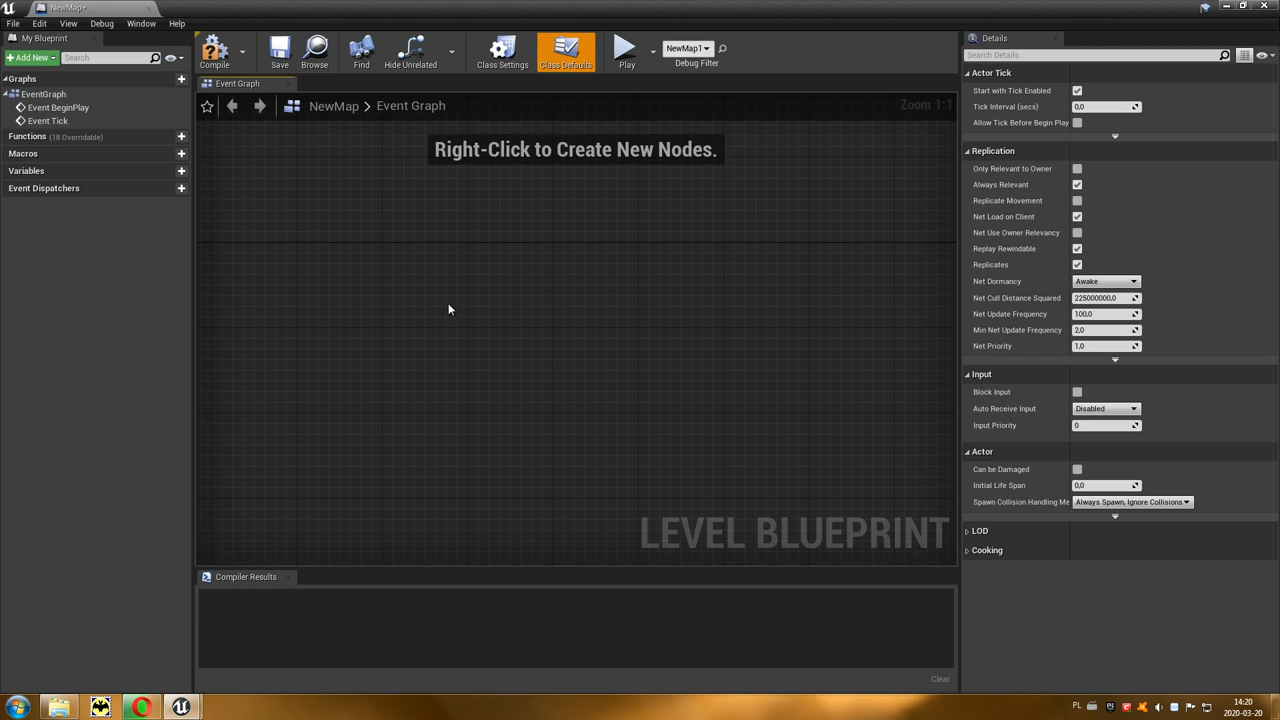 NewMap*
File Edit View Debug Window Help
My Blueprint
Add New Search
Graphs
EventGraph
Event BeginPlay
Event Tick
Functions (18 Overridable)
Macros
Variables
Event Dispatchers
Compile Save Browse Find Hide Unrelated Class Settings Class Defaults Play NewMap1 Debug Filter
Event Graph
NewMap > Event Graph Zoom 1:1
Right-Click to Create New Nodes.
LEVEL BLUEPRINT
Compiler Results
Clear
Details
Search Details
Actor Tick
Start with Tick Enabled
Tick Interval (secs) 0,0
Allow Tick Before Begin Play
Replication
Only Relevant to Owner
Always Relevant
Replicate Movement
Net Load on Client
Net Use Owner Relevancy
Replay Rewindable
Replicates
Net Dormancy Awake
Net Cull Distance Squared 225000000,0
Net Update Frequency 100,0
Min Net Update Frequency 2,0
Net Priority 1,0
Input
Block Input
Auto Receive Input Disabled
Input Priority 0
Actor
Can be Damaged
Initial Life Span 0,0
Spawn Collision Handling Me Always Spawn, Ignore Collisions
LOD
Cooking
PL
14:20
2020-03-20